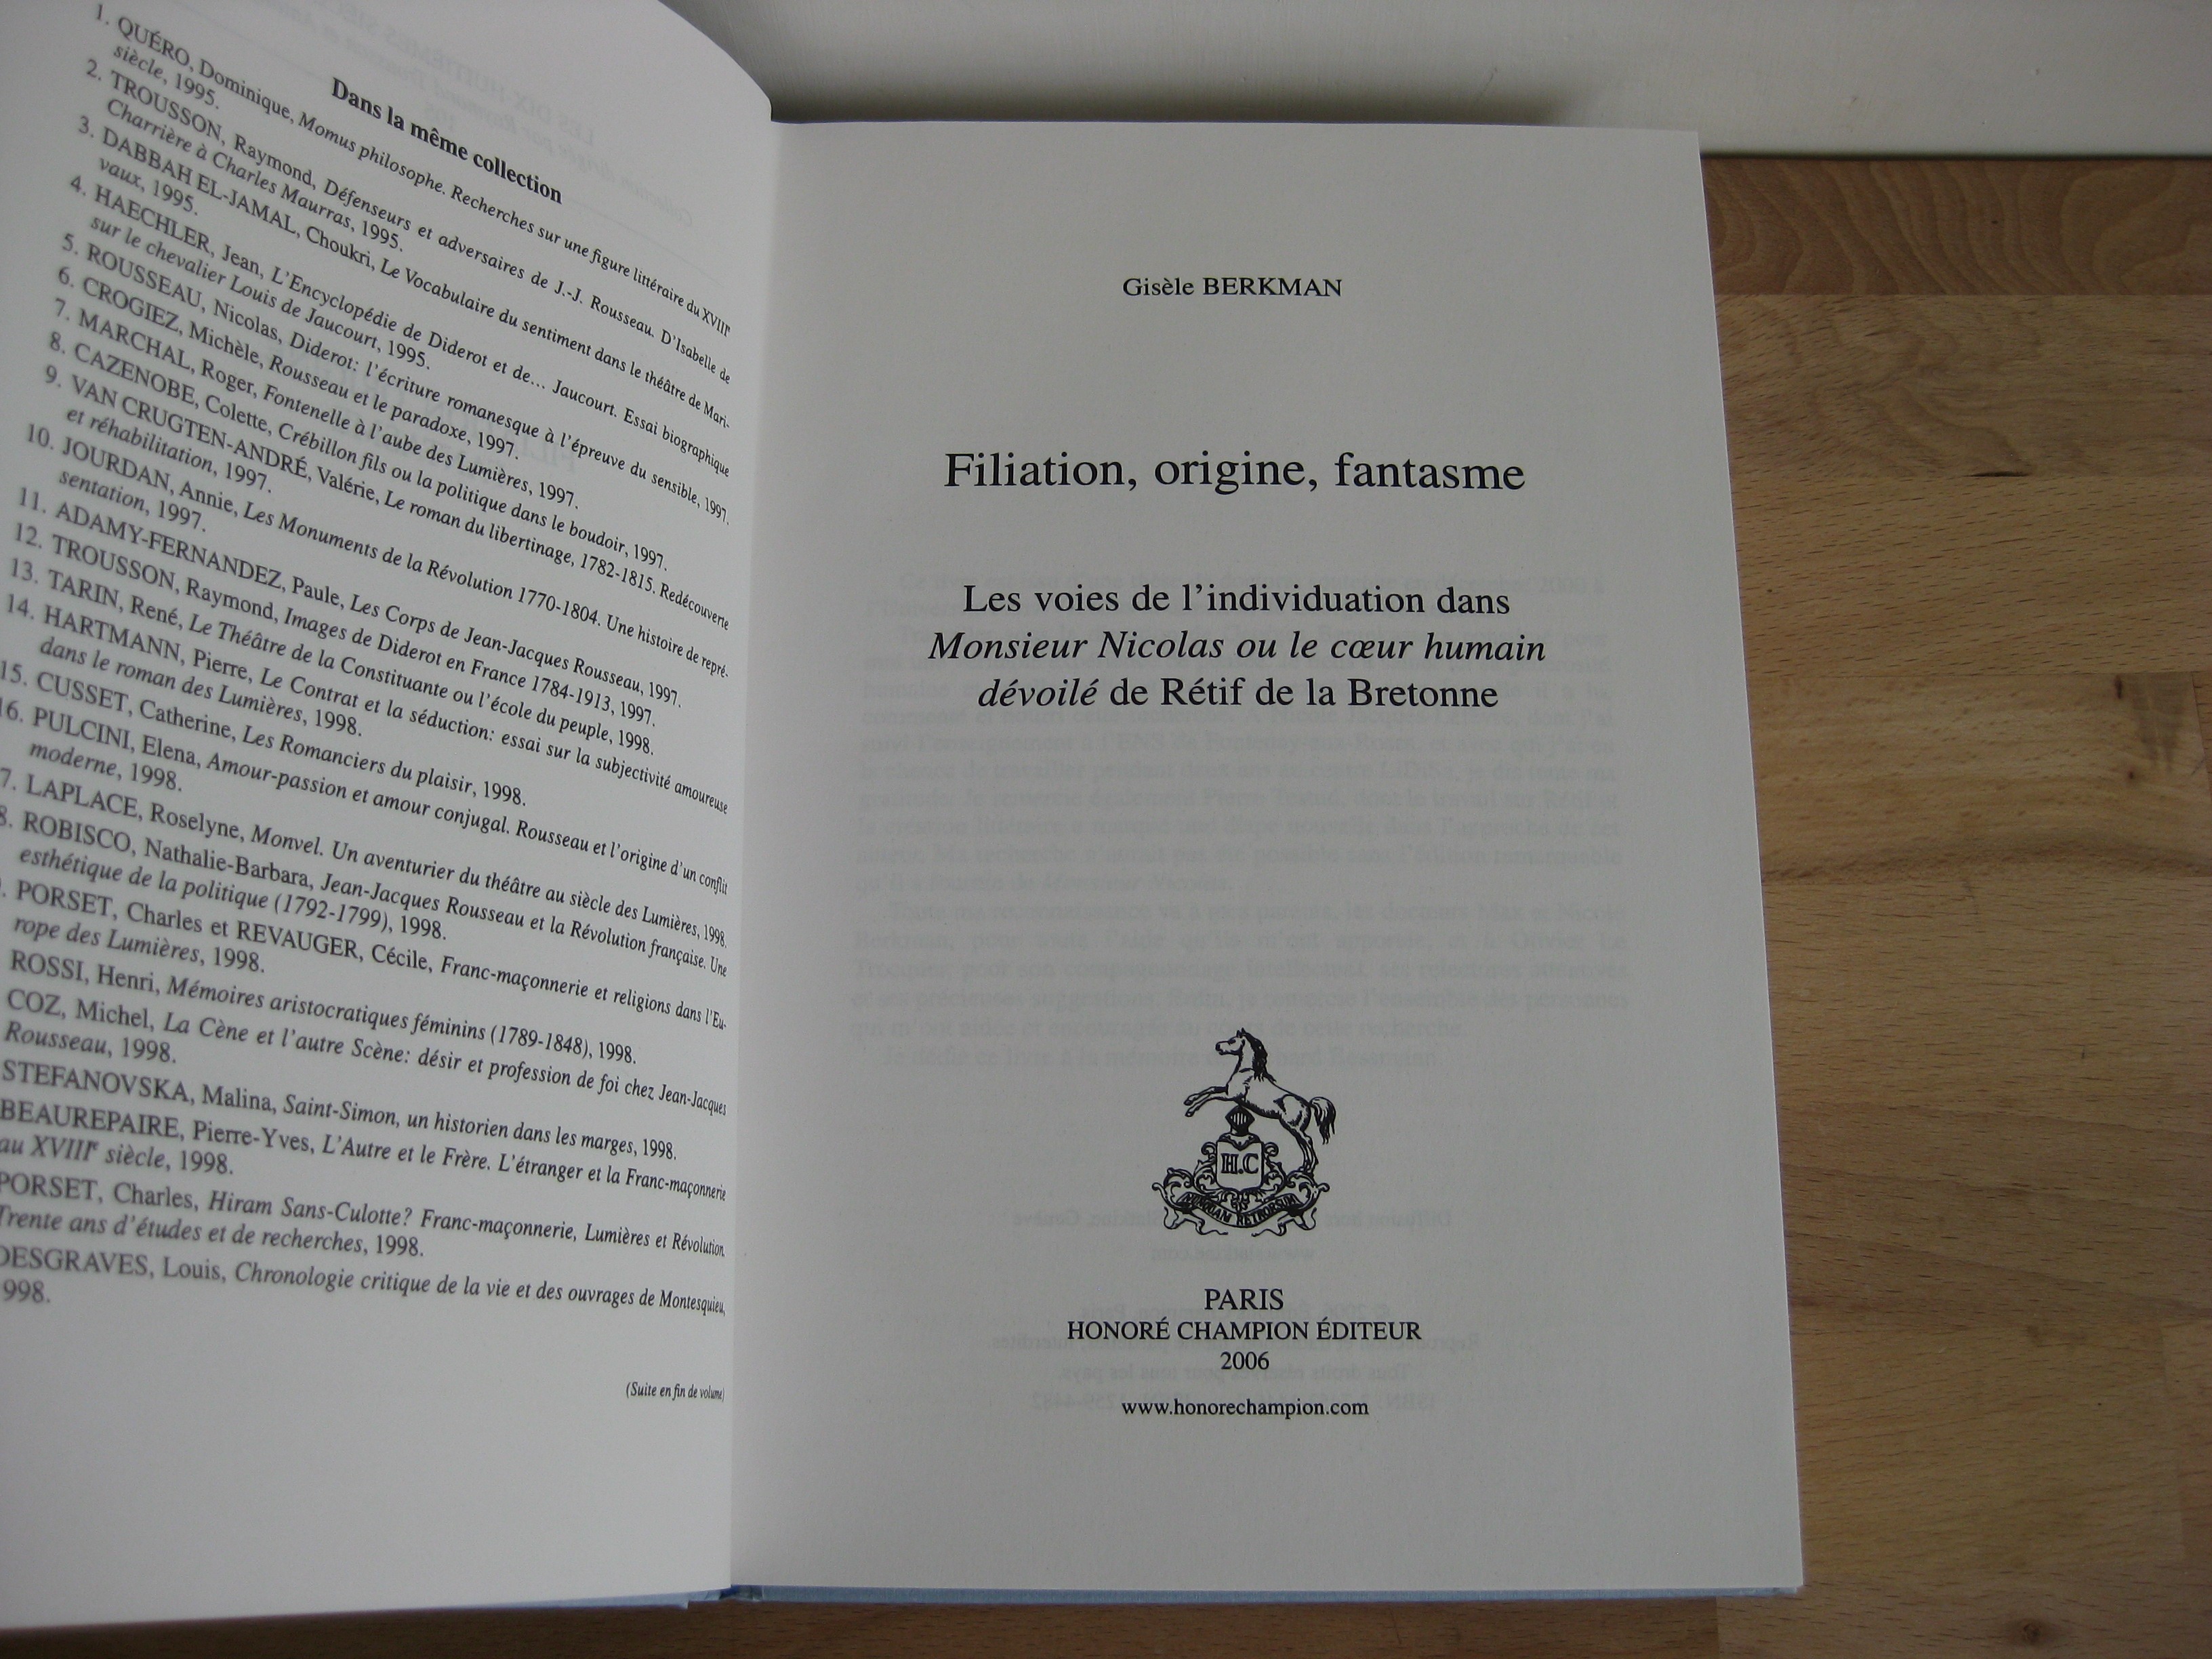 Dans la même collection
1. QUÉRO, Dominique, Momus philosophe. Recherches sur une figure littéraire du XVIIIe
siècle, 1995.
2. TROUSSON, Raymond, Défenseurs et adversaires de J.-J. Rousseau. D'Isabelle de
Charrière à Charles Maurras, 1995.
3. DABBAH EL-JAMAL, Choukri, Le Vocabulaire du sentiment dans le théâtre de Mari-
vaux, 1995.
4. HAECHLER, Jean, L'Encyclopédie de Diderot et de... Jaucourt. Essai biographique
sur le chevalier Louis de Jaucourt, 1995.
5. ROUSSEAU, Nicolas, Diderot: l'écriture romanesque à l'épreuve du sensible, 1997.
6. CROGIEZ, Michèle, Rousseau et le paradoxe, 1997.
7. MARCHAL, Roger, Fontenelle à l'aube des Lumières, 1997.
8. CAZENOBE, Colette, Crébillon fils ou la politique dans le boudoir, 1997.
9. VAN CRUGTEN-ANDRÉ, Valérie, Le roman du libertinage, 1782-1815. Redécouverte
et réhabilitation, 1997.
10. JOURDAN, Annie, Les Monuments de la Révolution 1770-1804. Une histoire de repré-
sentation, 1997.
11. ADAMY-FERNANDEZ, Paule, Les Corps de Jean-Jacques Rousseau, 1997.
12. TROUSSON, Raymond, Images de Diderot en France 1784-1913, 1997.
13. TARIN, René, Le Théâtre de la Constituante ou l'école du peuple, 1998.
14. HARTMANN, Pierre, Le Contrat et la séduction: essai sur la subjectivité amoureuse
dans le roman des Lumières, 1998.
15. CUSSET, Catherine, Les Romanciers du plaisir, 1998.
16. PULCINI, Elena, Amour-passion et amour conjugal. Rousseau et l'origine d'un conflit
moderne, 1998.
7. LAPLACE, Roselyne, Monvel. Un aventurier du théâtre au siècle des Lumières, 1998.
8. ROBISCO, Nathalie-Barbara, Jean-Jacques Rousseau et la Révolution française. Une
esthétique de la politique (1792-1799), 1998.
. PORSET, Charles et REVAUGER, Cécile, Franc-maçonnerie et religions dans l'Eu-
rope des Lumières, 1998.
ROSSI, Henri, Mémoires aristocratiques féminins (1789-1848), 1998.
COZ, Michel, La Cène et l'autre Scène: désir et profession de foi chez Jean-Jacques
Rousseau, 1998.
STEFANOVSKA, Malina, Saint-Simon, un historien dans les marges, 1998.
BEAUREPAIRE, Pierre-Yves, L'Autre et le Frère. L'étranger et la Franc-maçonnerie
au XVIIIe siècle, 1998.
PORSET, Charles, Hiram Sans-Culotte? Franc-maçonnerie, Lumières et Révolution.
Trente ans d'études et de recherches, 1998.
DESGRAVES, Louis, Chronologie critique de la vie et des ouvrages de Montesquieu,
998.
(Suite en fin de volume)
Gisèle BERKMAN
Filiation, origine, fantasme
Les voies de l'individuation dans
Monsieur Nicolas ou le cœur humain
dévoilé de Rétif de la Bretonne
H.C
NUNQUAM RETRORSUM
PARIS
HONORÉ CHAMPION ÉDITEUR
2006
www.honorechampion.com